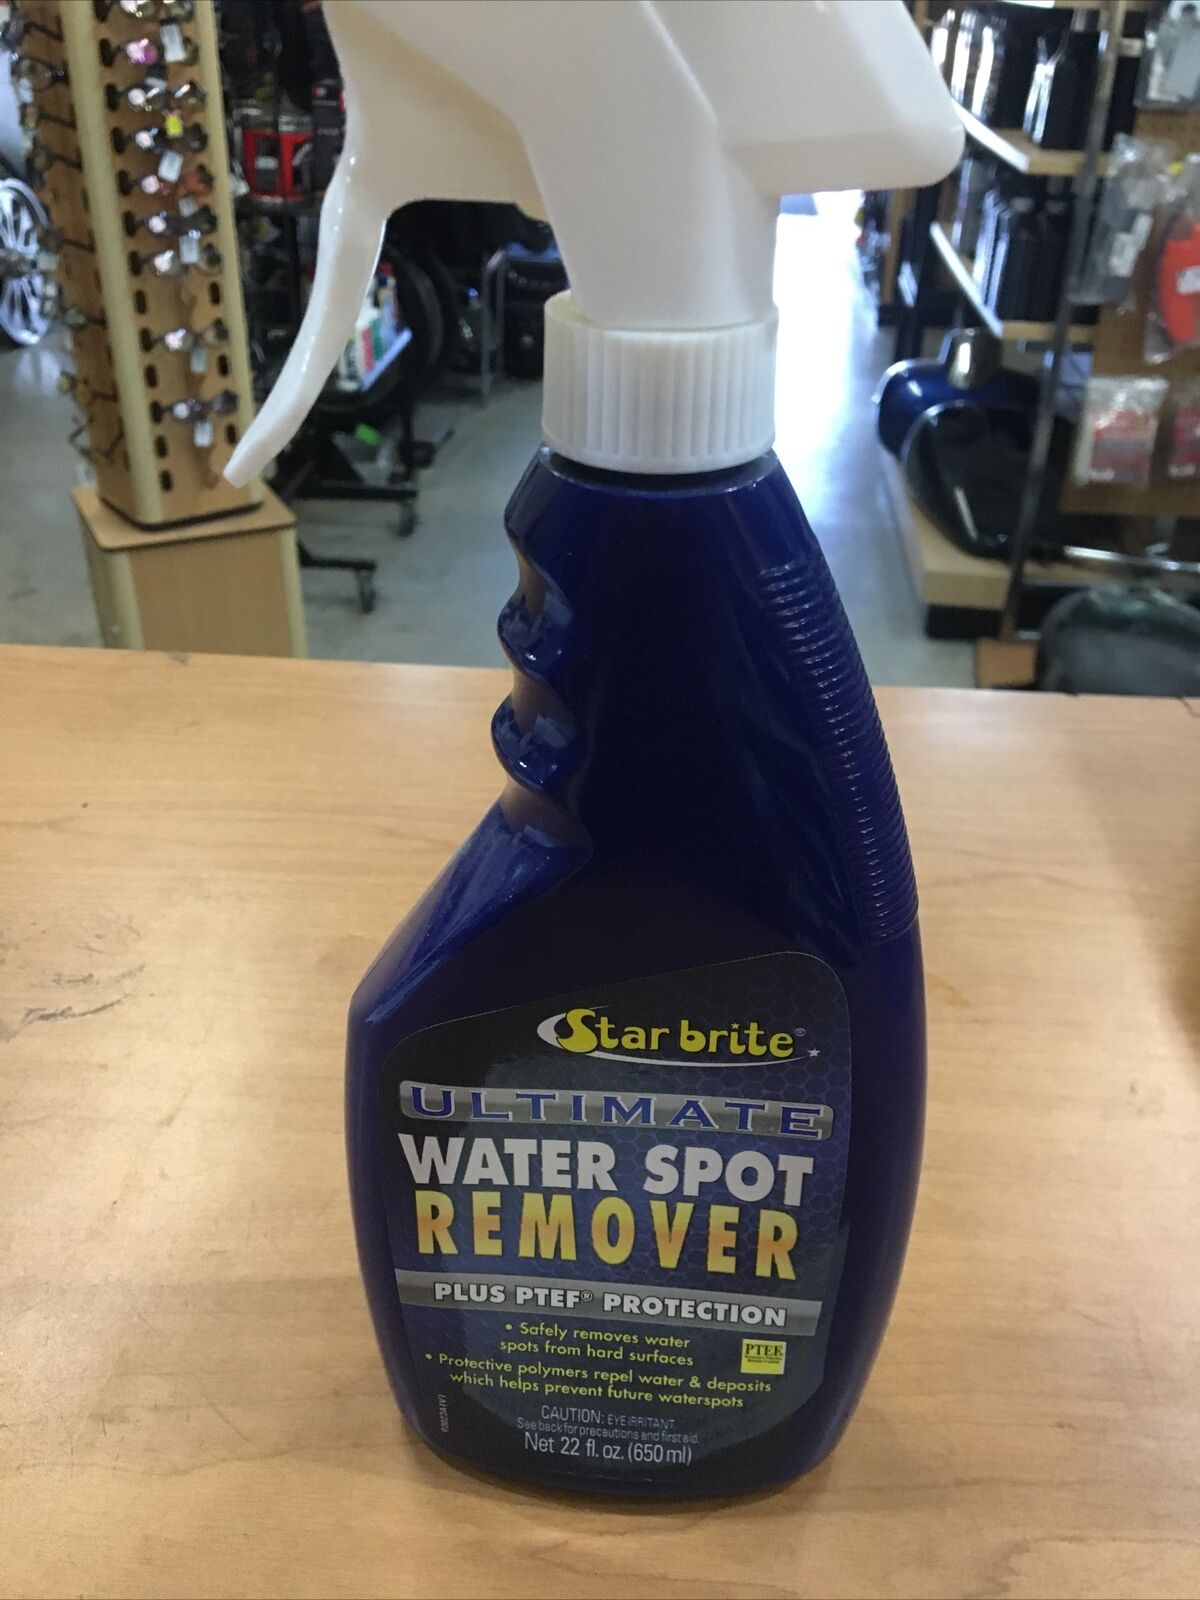 Star brite®
ULTIMATE
WATER SPOT
REMOVER
PLUS PTEF® PROTECTION
• Safely removes water
spots from hard surfaces
PTEF
• Protective polymers repel water & deposits
which helps prevent future waterspots
CAUTION: EYE IRRITANT.
See back for precautions and first aid.
Net 22 fl. oz. (650 ml)